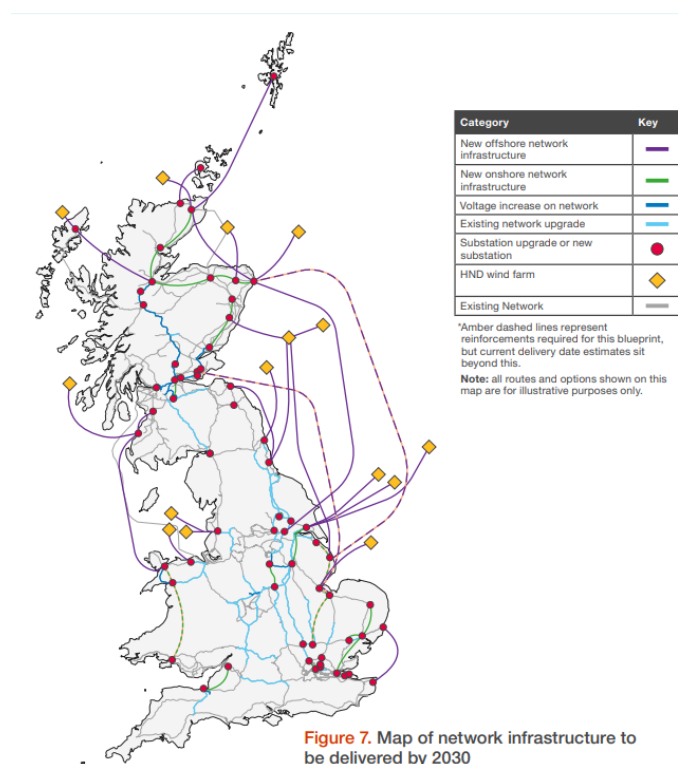 Category Key
New offshore network
infrastructure
New onshore network
infrastructure
Voltage increase on network
Existing network upgrade
Substation upgrade or new
substation
HND wind farm
Existing Network
*Amber dashed lines represent
reinforcements required for this blueprint,
but current delivery date estimates sit
beyond this.
Note: all routes and options shown on this
map are for illustrative purposes only.
Figure 7. Map of network infrastructure to
be delivered by 2030